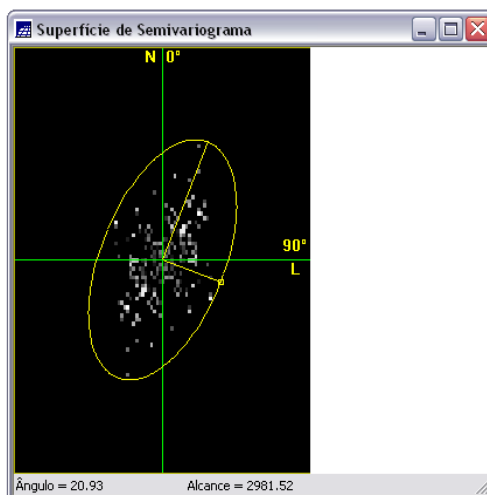 Superfície de Semivariograma
N 0°
90°
L
Ângulo = 20.93 Alcance = 2981.52